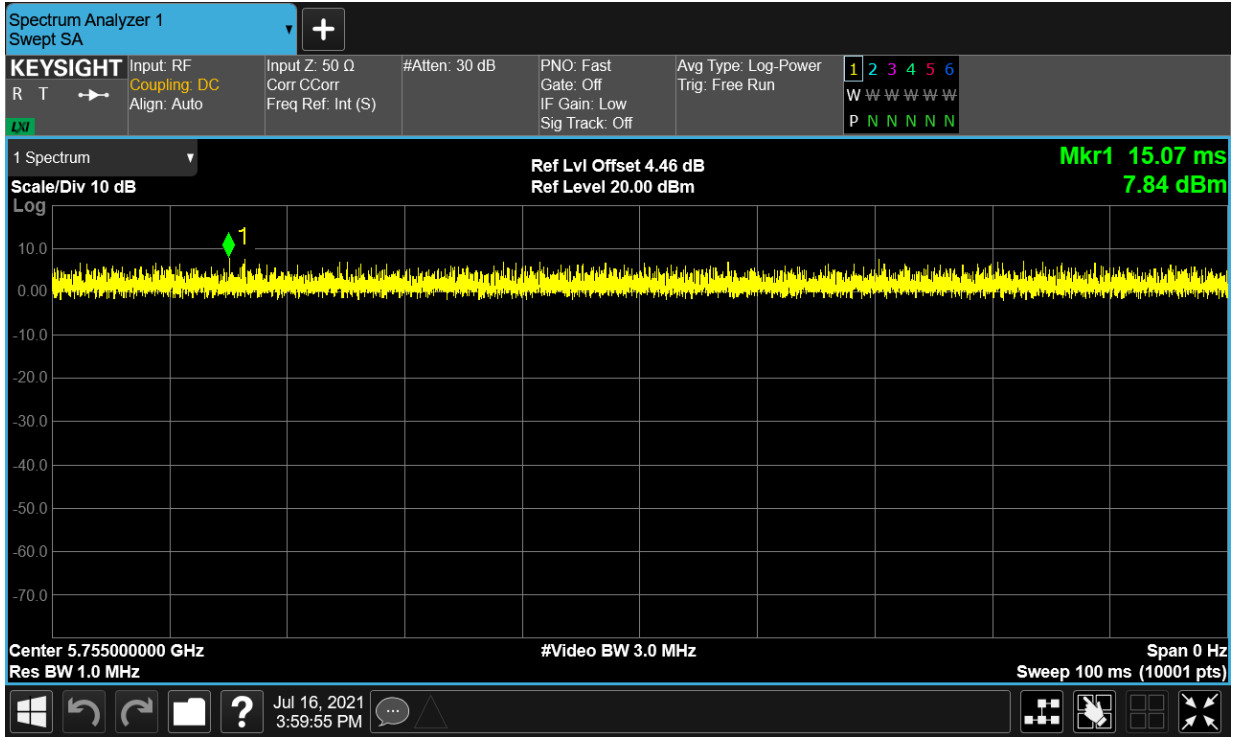 Spectrum Analyzer 1
Swept SA
KEYSIGHT
R T
LXI
Input: RF
Coupling: DC
Align: Auto
Input Z: 50 Ω
Corr CCorr
Freq Ref: Int (S)
#Atten: 30 dB
PNO: Fast
Gate: Off
IF Gain: Low
Sig Track: Off
Avg Type: Log-Power
Trig: Free Run
1 2 3 4 5 6
W W W W W W
P N N N N N
1 Spectrum
Scale/Div 10 dB
Log
Ref Lvl Offset 4.46 dB
Ref Level 20.00 dBm
Mkr1 15.07 ms
7.84 dBm
1
10.0
0.00
-10.0
-20.0
-30.0
-40.0
-50.0
-60.0
-70.0
Center 5.755000000 GHz
Res BW 1.0 MHz
#Video BW 3.0 MHz
Span 0 Hz
Sweep 100 ms (10001 pts)
?
Jul 16, 2021
3:59:55 PM